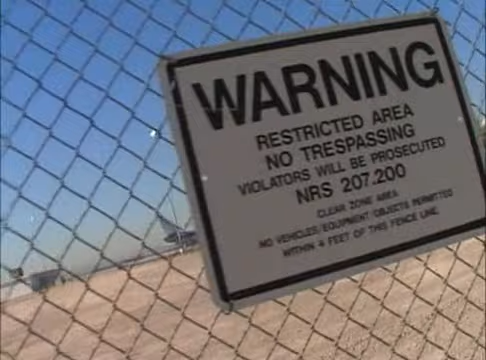 WARNING
RESTRICTED AREA
NO TRESPASSING
VIOLATORS WILL BE PROSECUTED
NRS 207.200
CLEAR ZONE AREA
NO VEHICLES/EQUIPMENT/OBJECTS PERMITTED
WITHIN 4 FEET OF THIS FENCE LINE